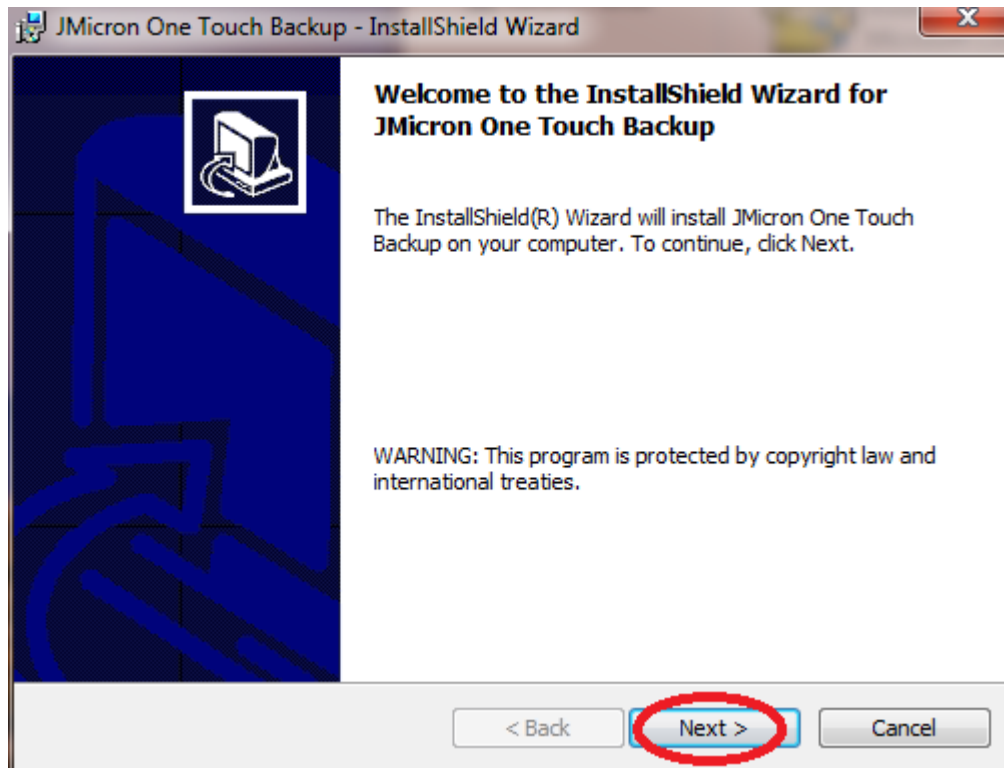 JMicron One Touch Backup - InstallShield Wizard
Welcome to the InstallShield Wizard for
JMicron One Touch Backup
The InstallShield(R) Wizard will install JMicron One Touch
Backup on your computer. To continue, click Next.
WARNING: This program is protected by copyright law and
international treaties.
< Back Next > Cancel